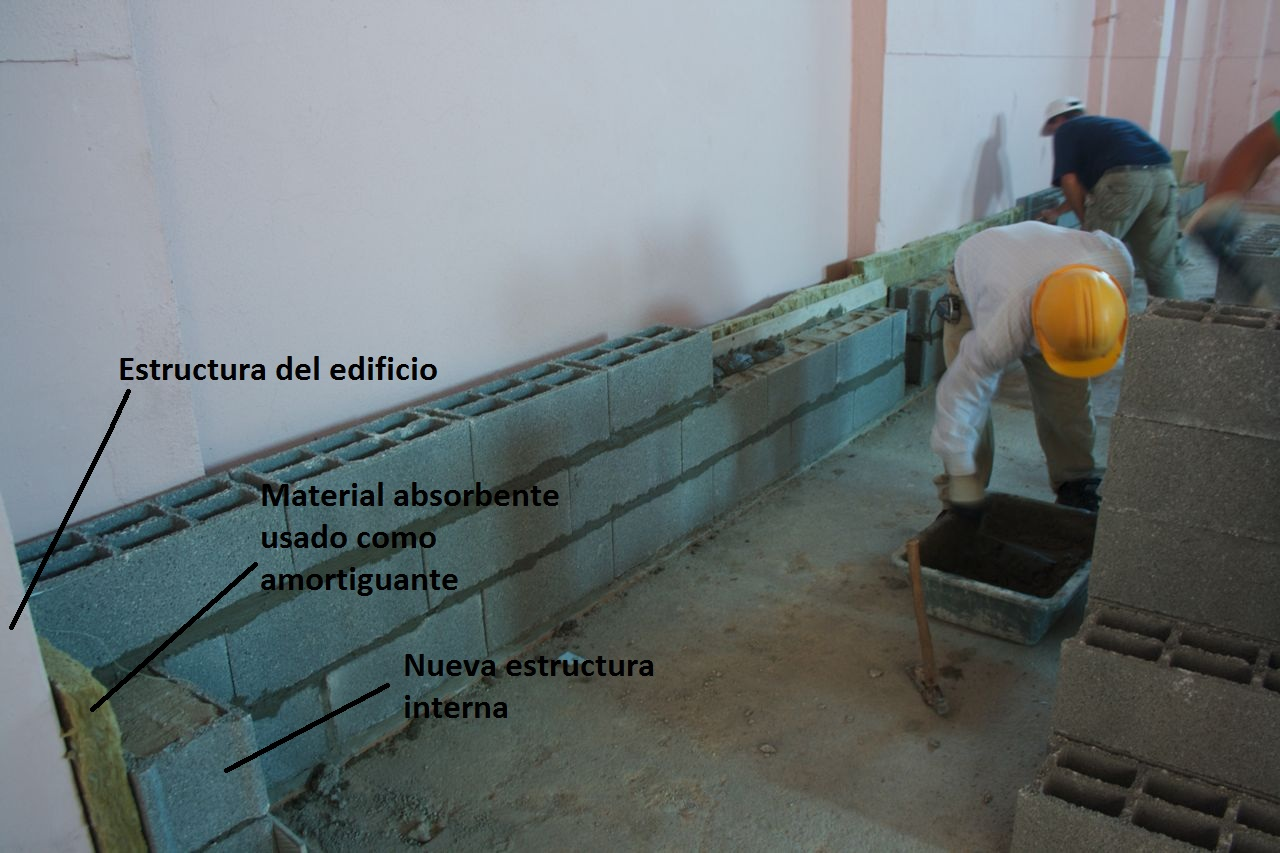 Estructura del edificio
Material absorbente
usado como
amortiguante
Nueva estructura
interna